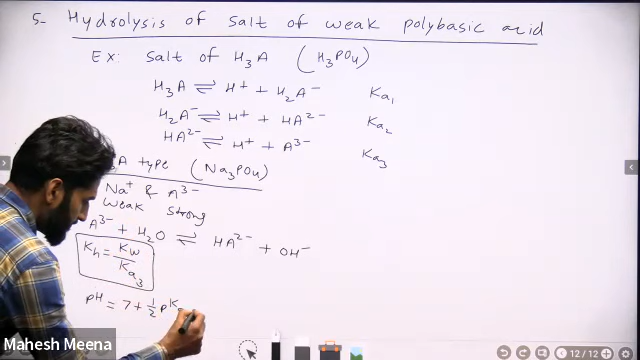 5- Hydrolysis of salt of weak polybasic acid
Ex: salt of H₃A (H₃PO₄)
H₃A ⇌ H⁺ + H₂A⁻ Ka₁
H₂A⁻ ⇌ H⁺ + HA²⁻ Ka₂
HA²⁻ ⇌ H⁺ + A³⁻ Ka₃
A type (Na₃PO₄)
Na⁺ & A³⁻
Weak Strong
A³⁻ + H₂O ⇌ HA²⁻ + OH⁻
Kh = Kw/Ka₃
pH = 7 + 1/2 pK
Mahesh Meena
12 / 12